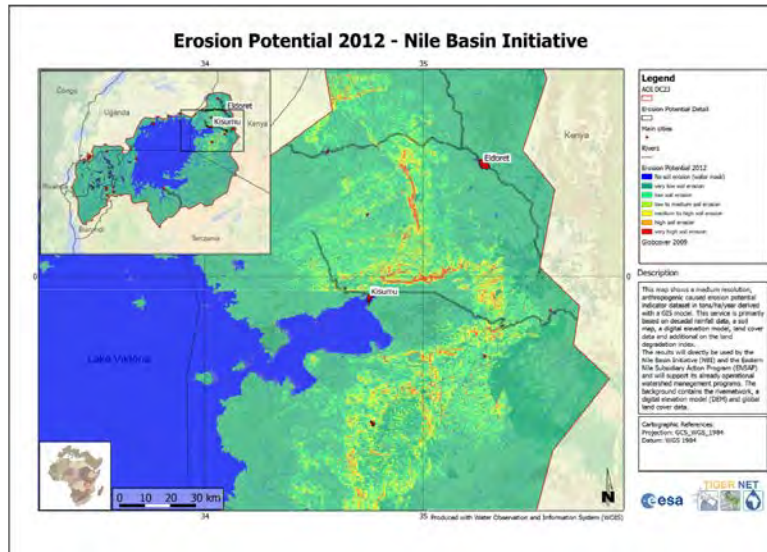 Erosion Potential 2012 - Nile Basin Initiative
34
35
Congo
Uganda
Eldoret
Kenya
Kisumu
Rwanda
Burundi
Tanzania
Kenya
Eldoret
0
0
Kisumu
Lake Victoria
0 10 20 30 km
34
35
N
Produced with Water Observation and Information System (WOIS)
Legend
AOI DC23
Erosion Potential Detail
Main cities
Rivers
Erosion Potential 2012
No soil erosion (water mask)
very low soil erosion
low soil erosion
low to medium soil erosion
medium to high soil erosion
high soil erosion
very high soil erosion
Globcover 2009
Description
This map shows a medium resolution,
anthropogenic caused erosion potential
indicator dataset in tons/ha/year derived
with a GIS model. This service is primarily
based on decadal rainfall data, a soil
map, a digital elevation model, land cover
data and additional on the land
degradation index.
The results will directly be used by the
Nile Basin Initiative (NBI) and the Eastern
Nile Subsidiary Action Program (ENSAP)
and will support its already operational
watershed management programs. The
background contains the rivernetwork, a
digital elevation model (DEM) and global
land cover data.
Cartographic References:
Projection: GCS_WGS_1984
Datum: WGS 1984
esa
TIGER NET